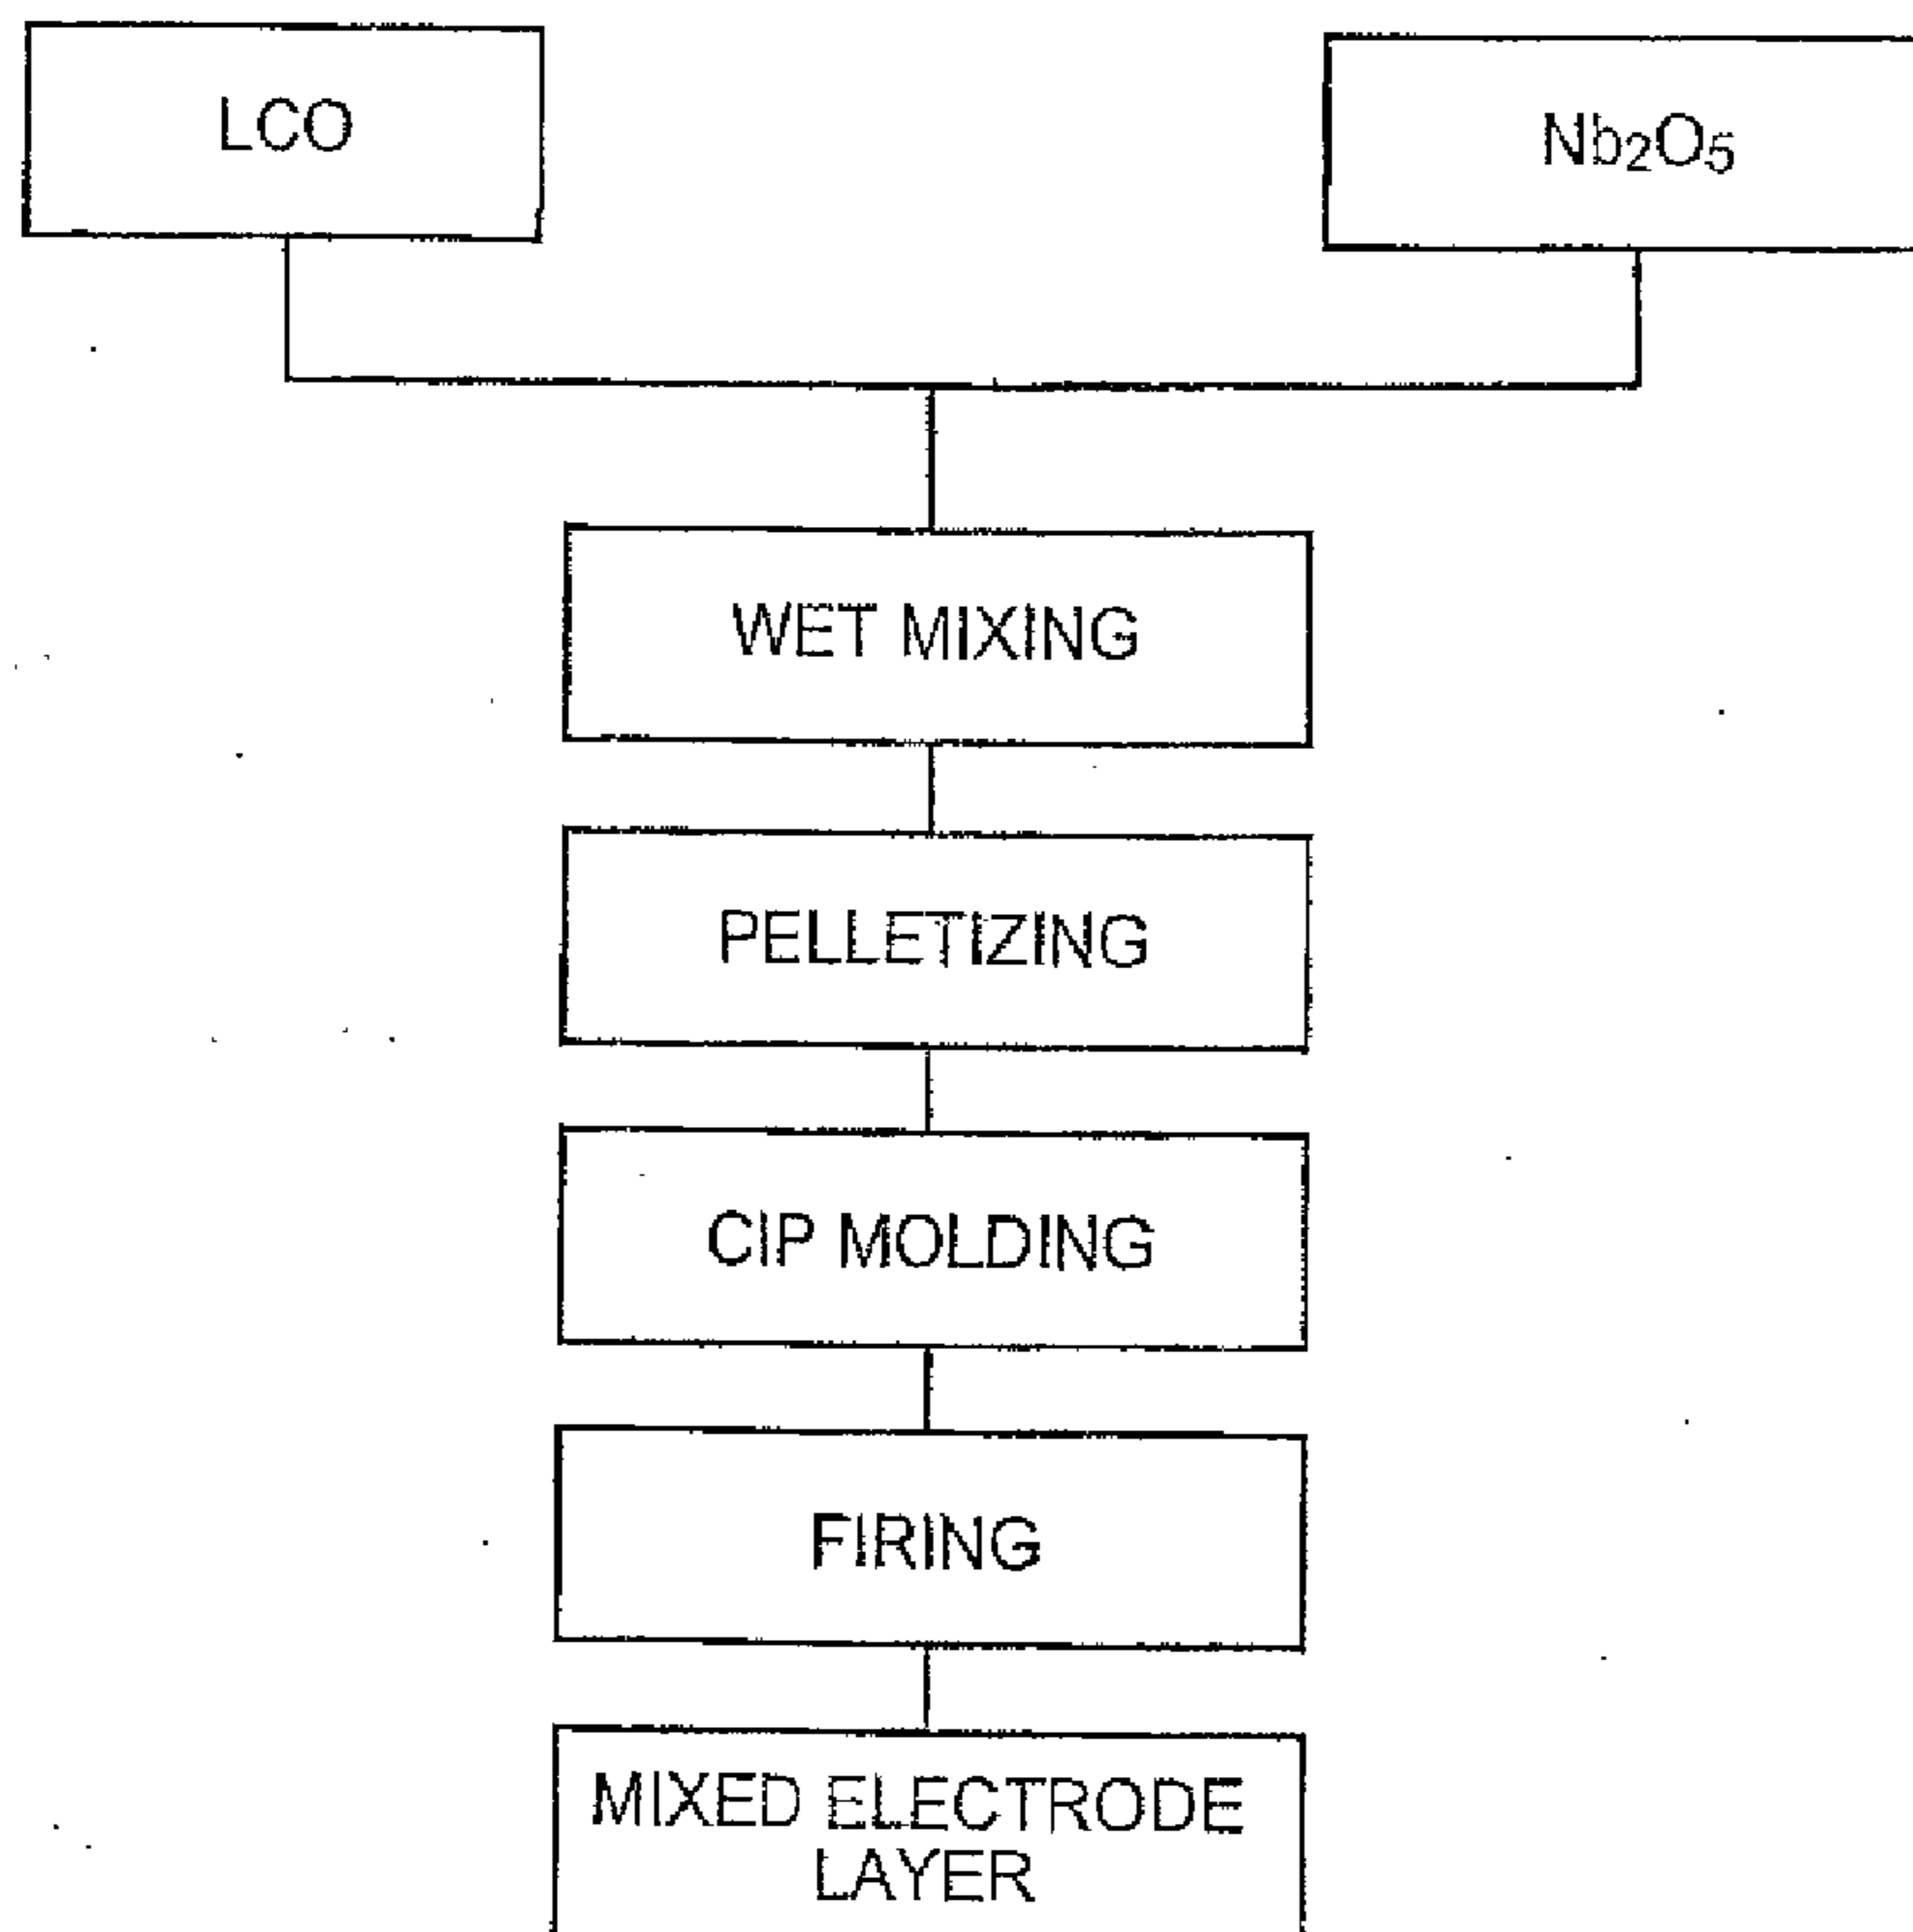 LCO
Nb₂O₅
WET MIXING
PELLETIZING
CIP MOLDING
FIRING
MIXED ELECTRODE
LAYER